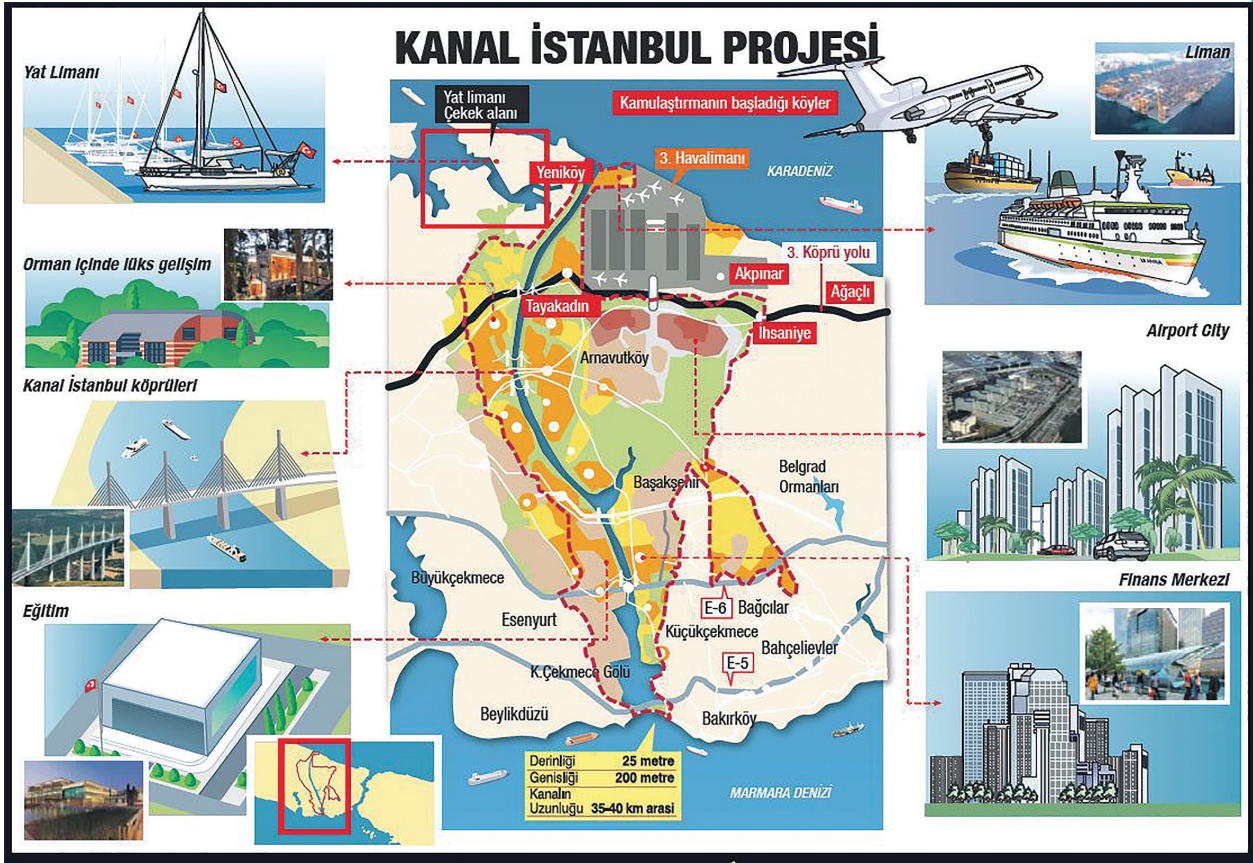 KANAL İSTANBUL PROJESİ
Yat Limanı
Yat limanı
Çekek alanı
Kamulaştırmanın başladığı köyler
Liman
Yeniköy
3. Havalimanı
KARADENİZ
Orman içinde lüks gelişim
3. Köprü yolu
Akpınar
Ağaçlı
Tayakadın
İhsaniye
Airport City
Arnavutköy
Kanal İstanbul köprüleri
Başakşehir
Belgrad
Ormanları
Büyükçekmece
Finans Merkezi
Eğitim
Esenyurt
E-6
Bağcılar
Küçükçekmece
Bahçelievler
E-5
K.Çekmece Gölü
Beylikdüzü
Bakırköy
Derinliği 25 metre
Genisliği 200 metre
Kanalın
Uzunluğu 35-40 km arasi
MARMARA DENİZİ